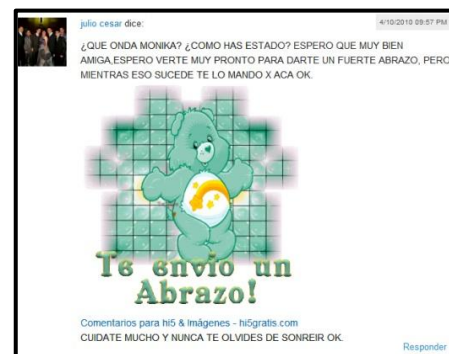 julio cesar dice:
4/10/2010 09:57 PM
¿QUE ONDA MONIKA? ¿COMO HAS ESTADO? ESPERO QUE MUY BIEN
AMIGA,ESPERO VERTE MUY PRONTO PARA DARTE UN FUERTE ABRAZO, PERO
MIENTRAS ESO SUCEDE TE LO MANDO X ACA OK.
Te envío un
Abrazo!
Comentarios para hi5 & Imágenes - hi5gratis.com
CUIDATE MUCHO Y NUNCA TE OLVIDES DE SONREIR OK.
Responder